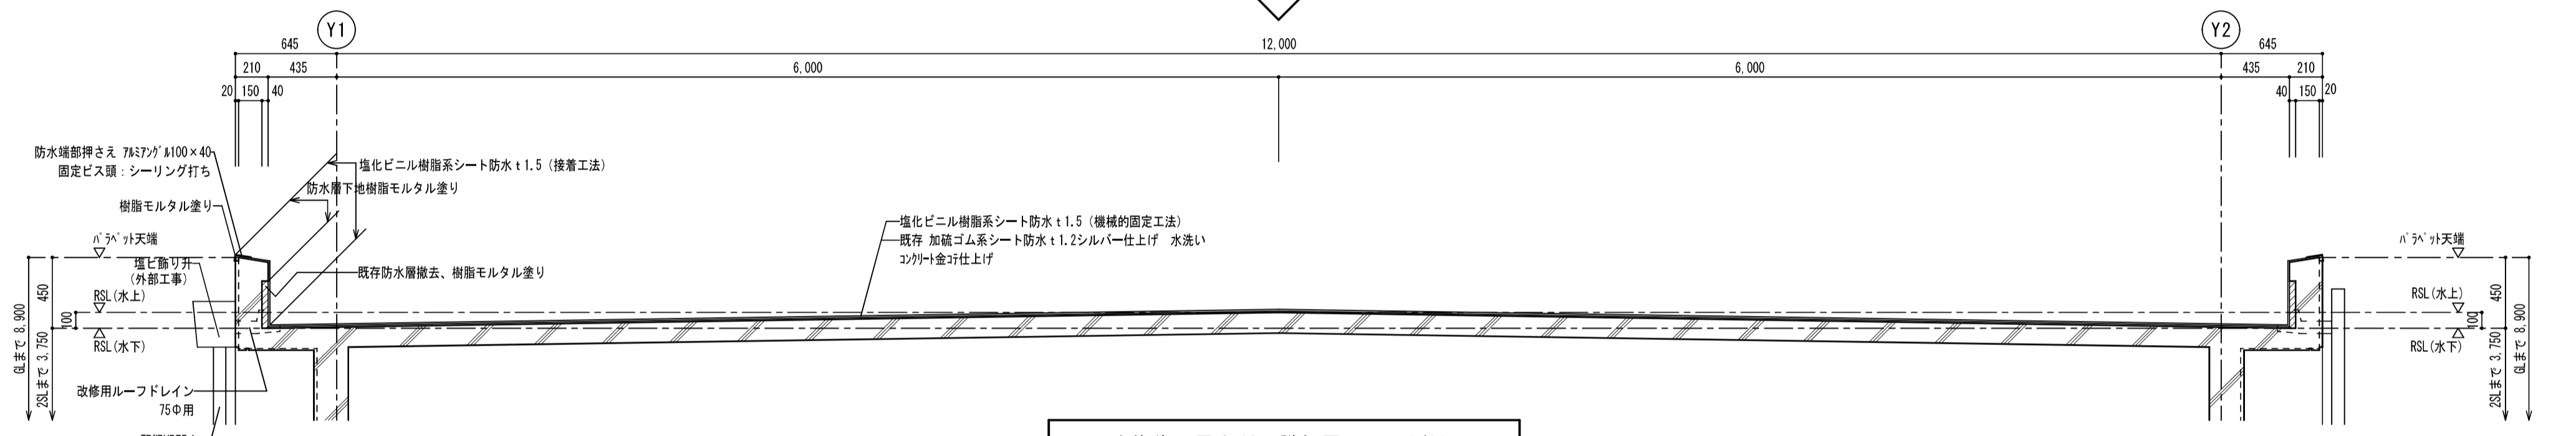 Y1
Y2
645
12,000
645
210
435
6,000
6,000
435
210
20
150
40
40
150
20
防水端部押さえ ｱﾙﾐｱﾝｸﾞﾙ100×40
固定ビス頭：シーリング打ち
塩化ビニル樹脂系シート防水ｔ1.5（接着工法）
防水層下地樹脂モルタル塗り
樹脂モルタル塗り
塩化ビニル樹脂系シート防水ｔ1.5（機械的固定工法）
既存 加硫ゴム系シート防水ｔ1.2シルバー仕上げ　水洗い
ｺﾝｸﾘｰﾄ金ｺﾃ仕上げ
ﾊﾟﾗﾍﾟｯﾄ天端
ﾊﾟﾗﾍﾟｯﾄ天端
塩ビ飾り升
（外部工事）
既存防水層撤去、樹脂モルタル塗り
RSL(水上)
RSL(水上)
RSL(水下)
RSL(水下)
GLまで 8,900
2SLまで 3,750
450
100
100
450
2SLまで 3,750
GLまで 8,900
改修用ルーフドレイン
75Φ用